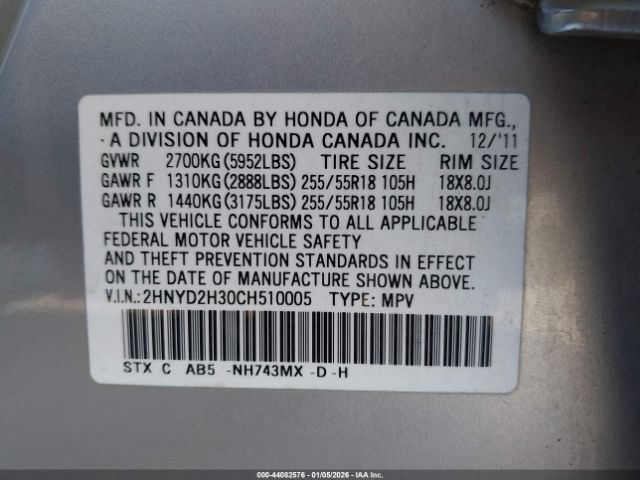 MFD. IN CANADA BY HONDA OF CANADA MFG.,
A DIVISION OF HONDA CANADA INC. 12/'11
GVWR 2700KG(5952LBS) TIRE SIZE RIM SIZE
GAWR F 1310KG(2888LBS) 255/55R18 105H 18X8.0J
GAWR R 1440KG(3175LBS) 255/55R18 105H 18X8.0J
THIS VEHICLE CONFORMS TO ALL APPLICABLE
FEDERAL MOTOR VEHICLE SAFETY
AND THEFT PREVENTION STANDARDS IN EFFECT
ON THE DATE OF MANUFACTURE SHOWN ABOVE.
V.I.N.:2HNYD2H30CH510005 TYPE: MPV
STX C AB5 -NH743MX -D -H
000-44082576 - 01/05/2026 - IAA Inc.